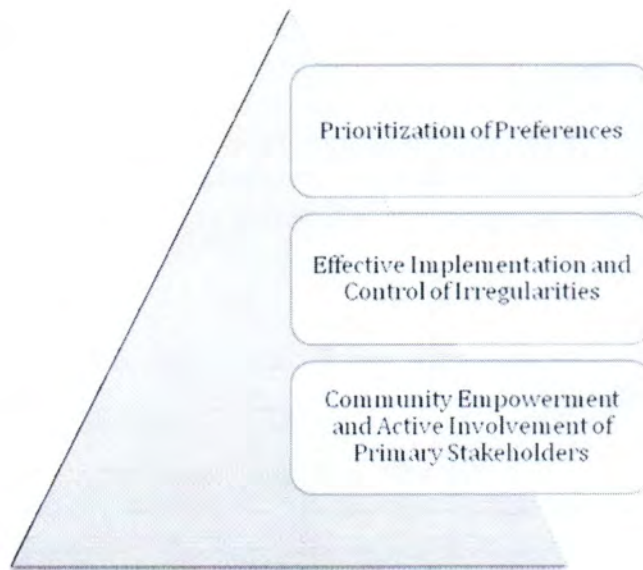 Prioritization of Preferences
Effective Implementation and
Control of Irregularities
Community Empowerment
and Active Involvement of
Primary Stakeholders